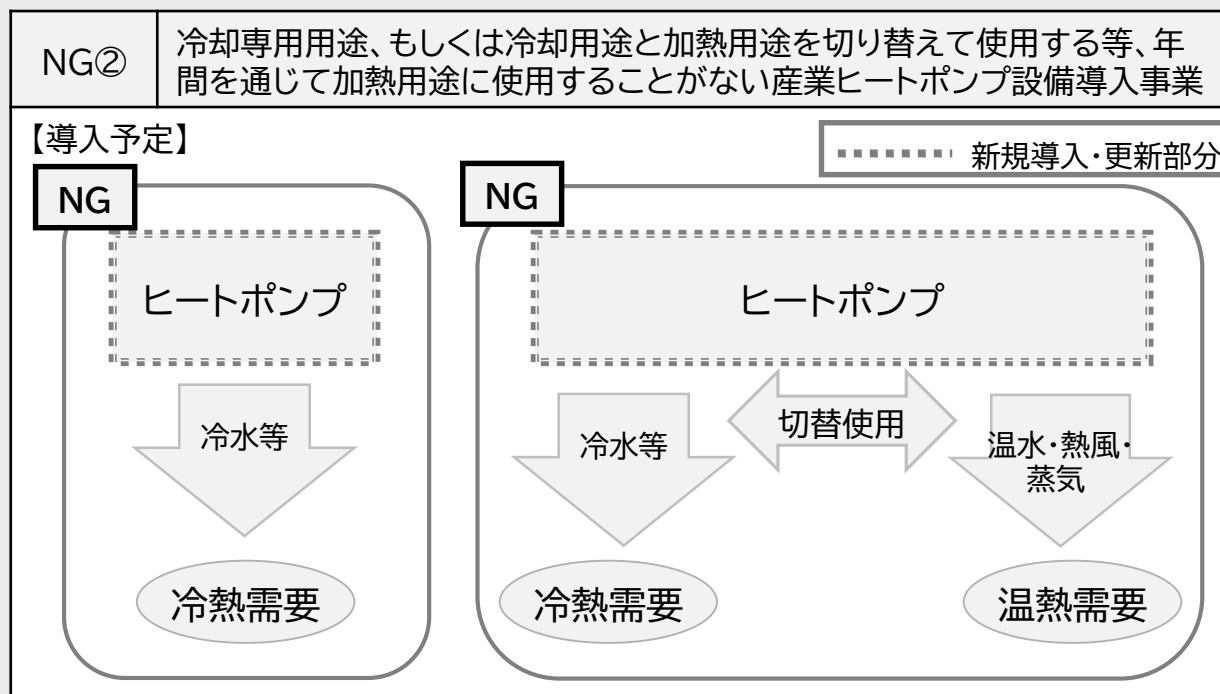 NG②
冷却専用用途、もしくは冷却用途と加熱用途を切り替えて使用する等、年
間を通じて加熱用途に使用することがない産業ヒートポンプ設備導入事業
【導入予定】
新規導入・更新部分
NG
ヒートポンプ
冷水等
冷熱需要
NG
ヒートポンプ
冷水等
切替使用
温水・熱風・
蒸気
冷熱需要
温熱需要